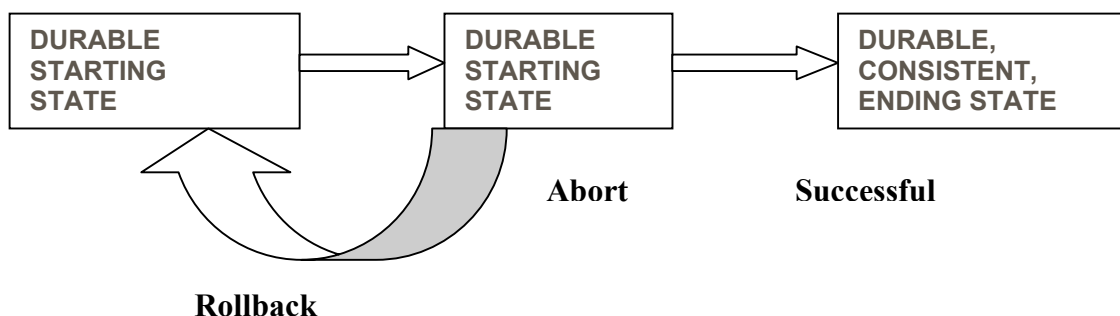 DURABLE
STARTING
STATE
DURABLE
STARTING
STATE
DURABLE,
CONSISTENT,
ENDING STATE
Abort
Successful
Rollback